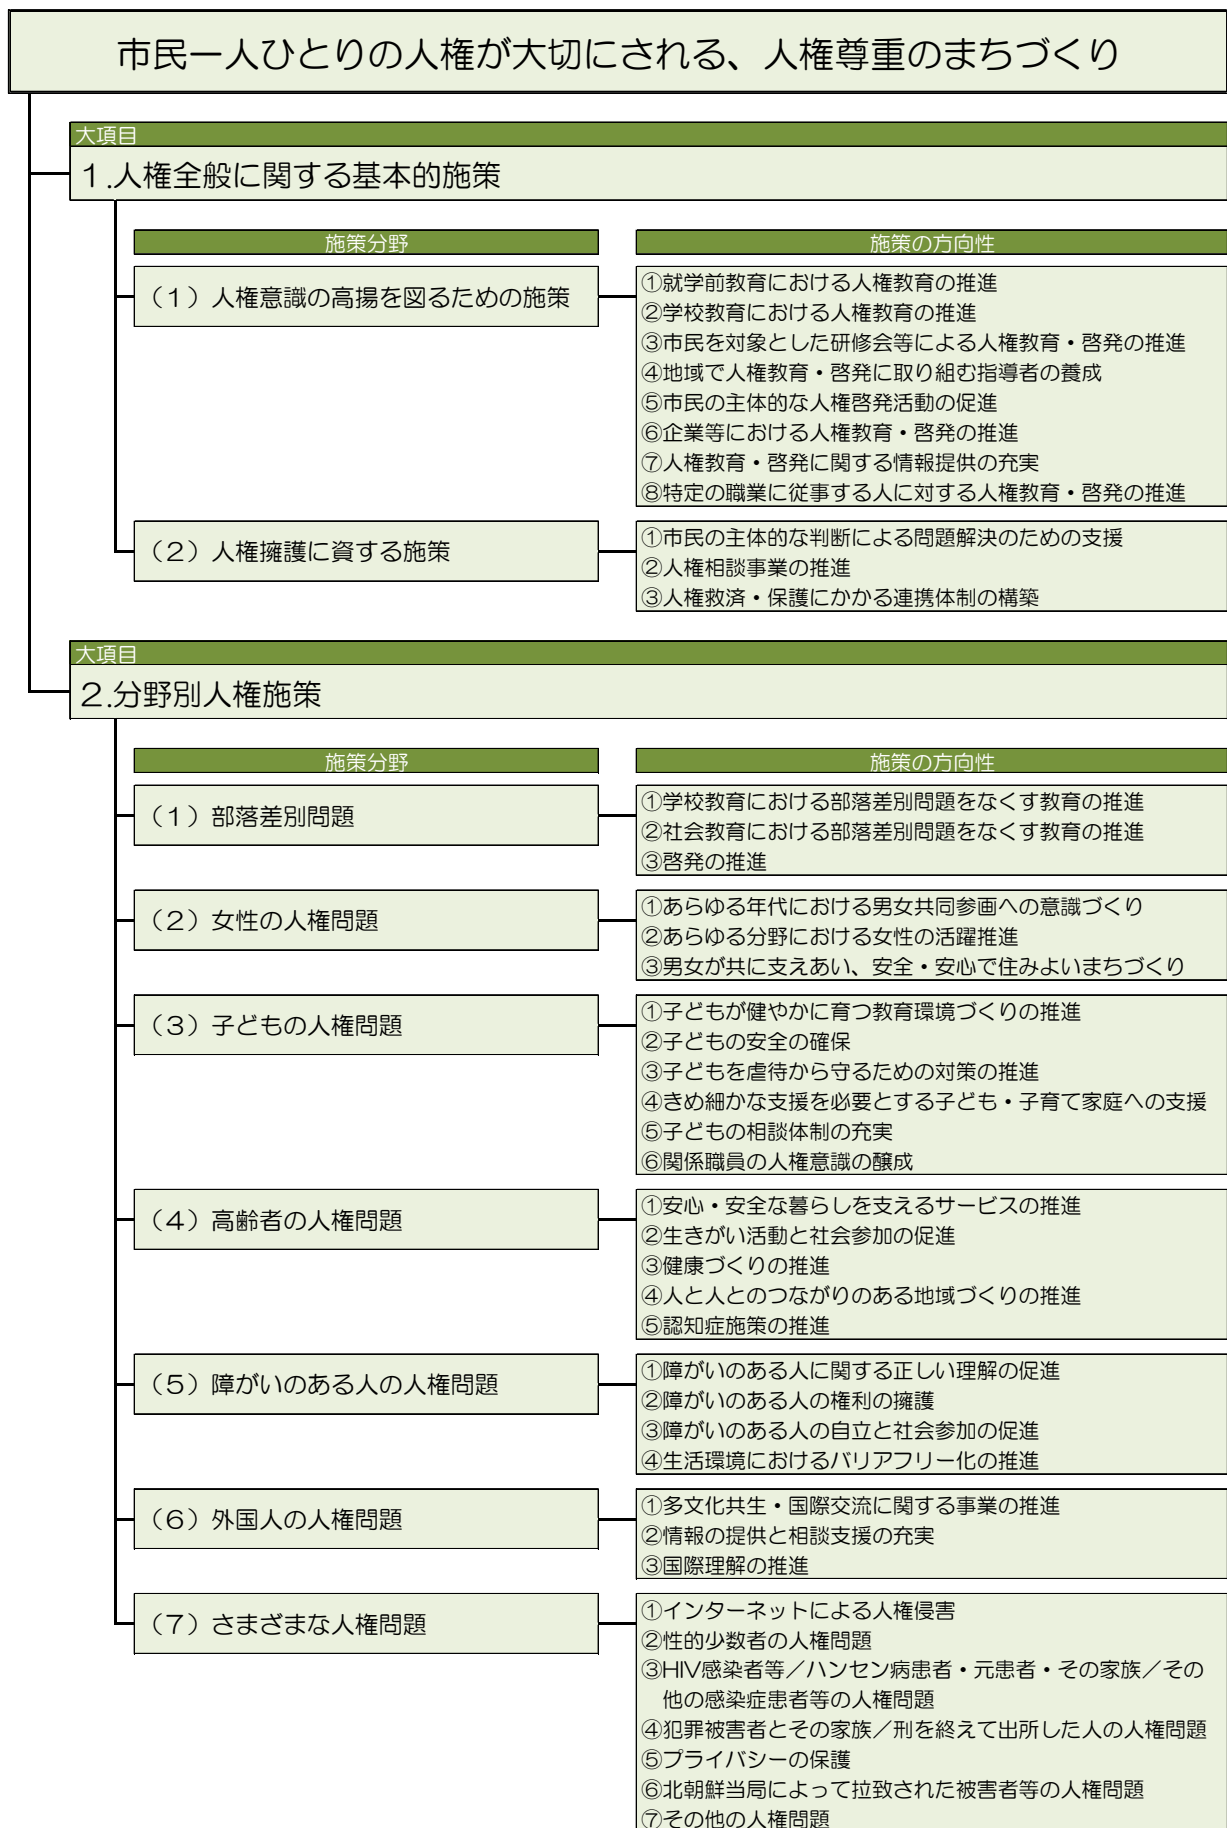 市民一人ひとりの人権が大切にされる、人権尊重のまちづくり
大項目
１.人権全般に関する基本的施策
施策分野
施策の方向性
（１）人権意識の高揚を図るための施策
①就学前教育における人権教育の推進
②学校教育における人権教育の推進
③市民を対象とした研修会等による人権教育・啓発の推進
④地域で人権教育・啓発に取り組む指導者の養成
⑤市民の主体的な人権啓発活動の促進
⑥企業等における人権教育・啓発の推進
⑦人権教育・啓発に関する情報提供の充実
⑧特定の職業に従事する人に対する人権教育・啓発の推進
（２）人権擁護に資する施策
①市民の主体的な判断による問題解決のための支援
②人権相談事業の推進
③人権救済・保護にかかる連携体制の構築
大項目
２.分野別人権施策
施策分野
施策の方向性
（１）部落差別問題
①学校教育における部落差別問題をなくす教育の推進
②社会教育における部落差別問題をなくす教育の推進
③啓発の推進
（２）女性の人権問題
①あらゆる年代における男女共同参画への意識づくり
②あらゆる分野における女性の活躍推進
③男女が共に支えあい、安全・安心で住みよいまちづくり
（３）子どもの人権問題
①子どもが健やかに育つ教育環境づくりの推進
②子どもの安全の確保
③子どもを虐待から守るための対策の推進
④きめ細かな支援を必要とする子ども・子育て家庭への支援
⑤子どもの相談体制の充実
⑥関係職員の人権意識の醸成
（４）高齢者の人権問題
①安心・安全な暮らしを支えるサービスの推進
②生きがい活動と社会参加の促進
③健康づくりの推進
④人と人とのつながりのある地域づくりの推進
⑤認知症施策の推進
（５）障がいのある人の人権問題
①障がいのある人に関する正しい理解の促進
②障がいのある人の権利の擁護
③障がいのある人の自立と社会参加の促進
④生活環境におけるバリアフリー化の推進
（６）外国人の人権問題
①多文化共生・国際交流に関する事業の推進
②情報の提供と相談支援の充実
③国際理解の推進
（７）さまざまな人権問題
①インターネットによる人権侵害
②性的少数者の人権問題
③HIV感染者等／ハンセン病患者・元患者・その家族／その
他の感染症患者等の人権問題
④犯罪被害者とその家族／刑を終えて出所した人の人権問題
⑤プライバシーの保護
⑥北朝鮮当局によって拉致された被害者等の人権問題
⑦その他の人権問題